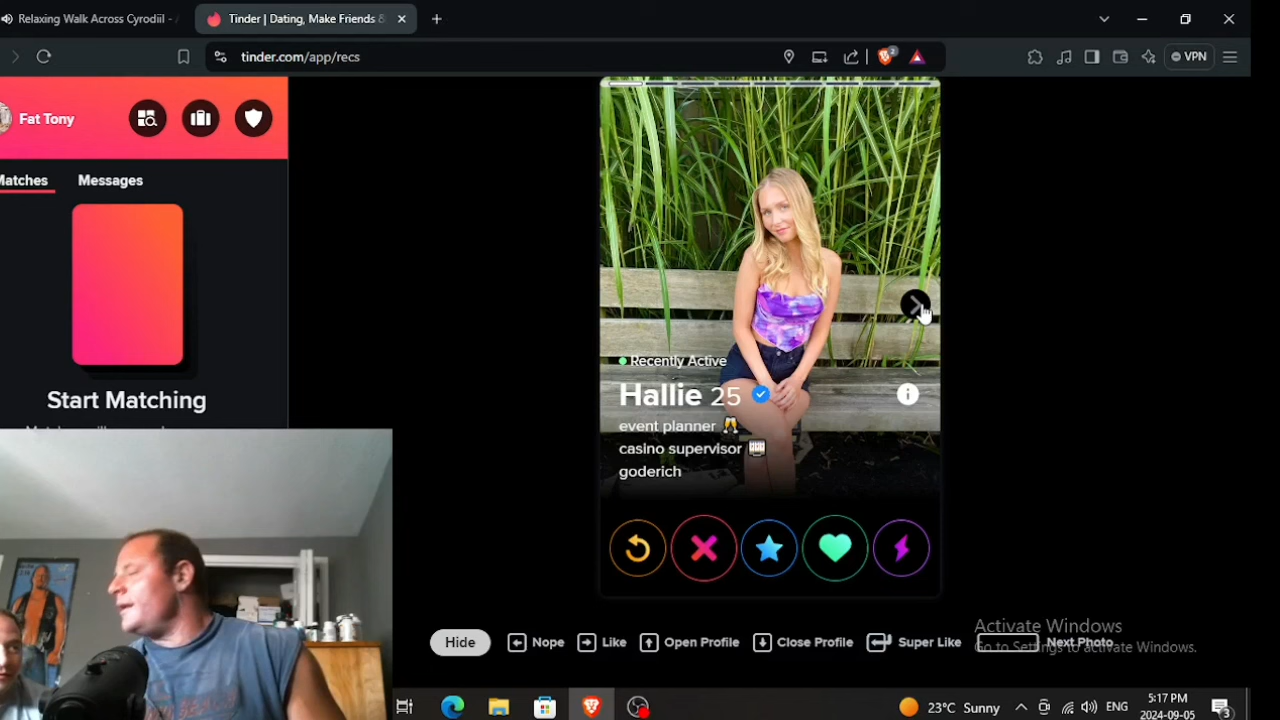 Relaxing Walk Across Cyrodiil -
Tinder | Dating, Make Friends &
tinder.com/app/recs
2
VPN
Fat Tony
Matches
Messages
Start Matching
Recently Active
Hallie 25
event planner
casino supervisor
goderich
Hide
Nope
Like
Open Profile
Close Profile
Super Like
Next Photo
Activate Windows
Go to Settings to activate Windows.
23°C Sunny
ENG
5:17 PM
2024-09-05
3